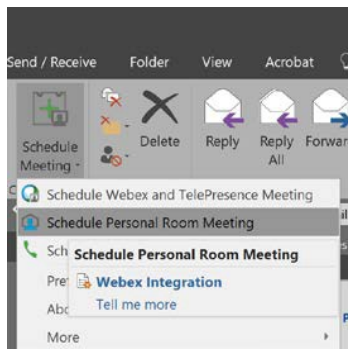 Send / Receive Folder View Acrobat
Schedule Meeting
Delete
Reply
Reply All
Schedule Webex and TelePresence Meeting
Schedule Personal Room Meeting
Sch
Schedule Personal Room Meeting
Pre
Webex Integration
Abo
Tell me more
More